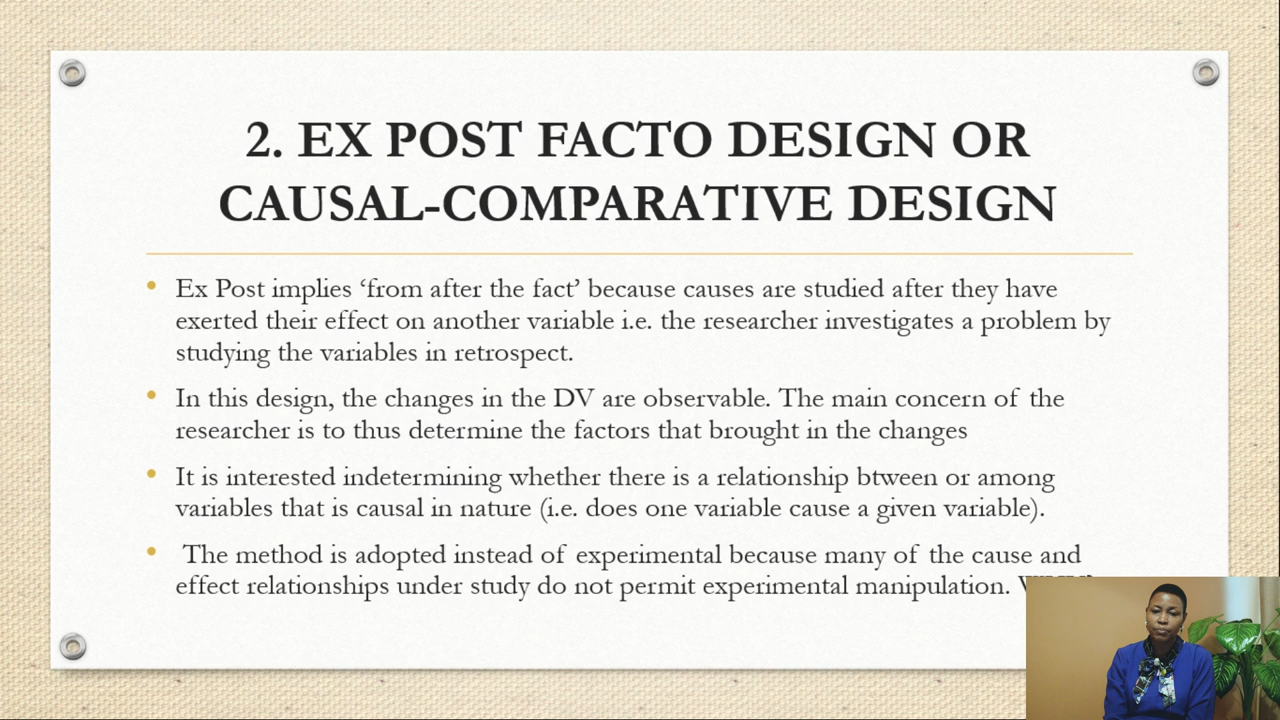 2. EX POST FACTO DESIGN OR
CAUSAL-COMPARATIVE DESIGN
• Ex Post implies ‘from after the fact’ because causes are studied after they have
exerted their effect on another variable i.e. the researcher investigates a problem by
studying the variables in retrospect.
• In this design, the changes in the DV are observable. The main concern of the
researcher is to thus determine the factors that brought in the changes
• It is interested indetermining whether there is a relationship btween or among
variables that is causal in nature (i.e. does one variable cause a given variable).
• The method is adopted instead of experimental because many of the cause and
effect relationships under study do not permit experimental manipulation.